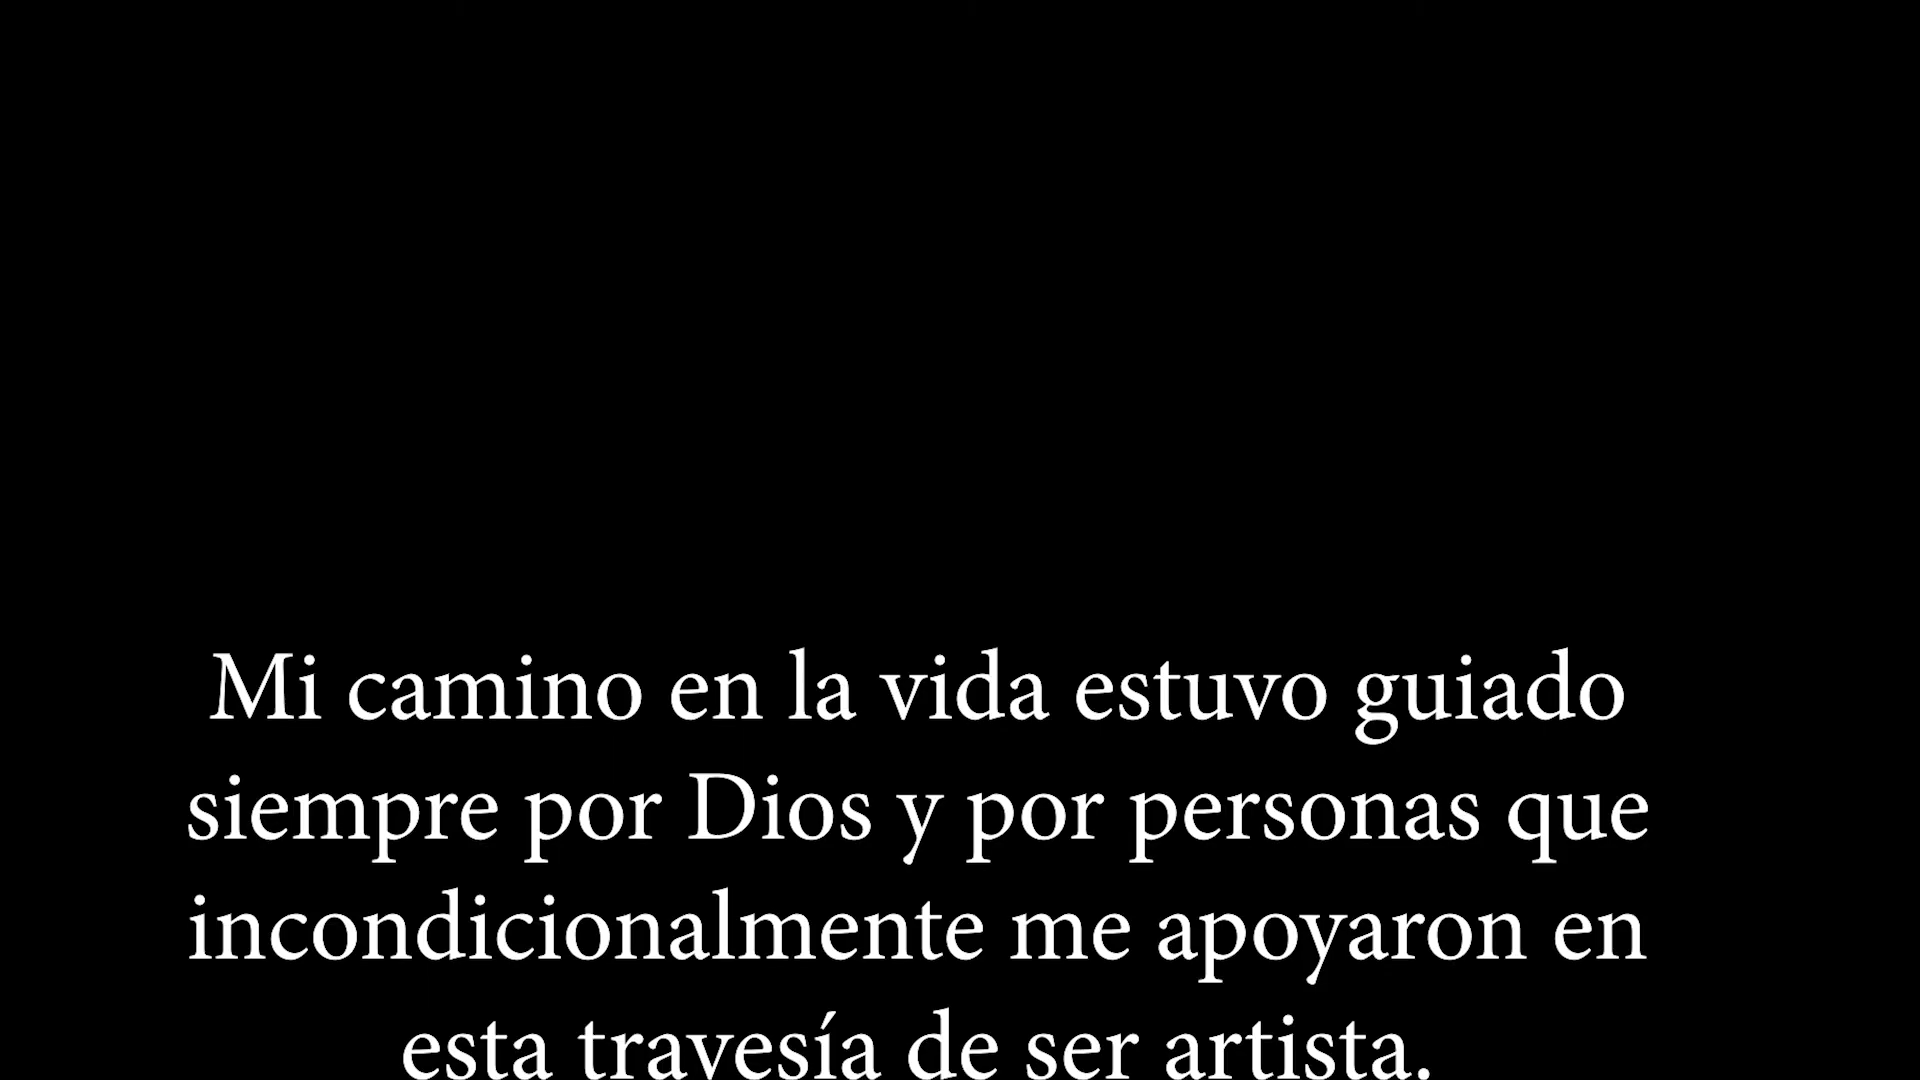 Mi camino en la vida estuvo guiado
siempre por Dios y por personas que
incondicionalmente me apoyaron en
esta travesía de ser artista.